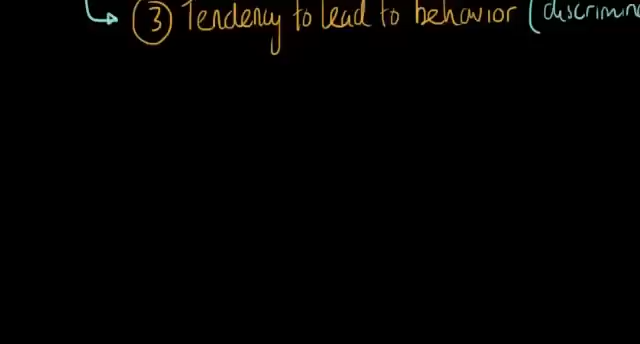 ③ Tendency to lead to behavior (